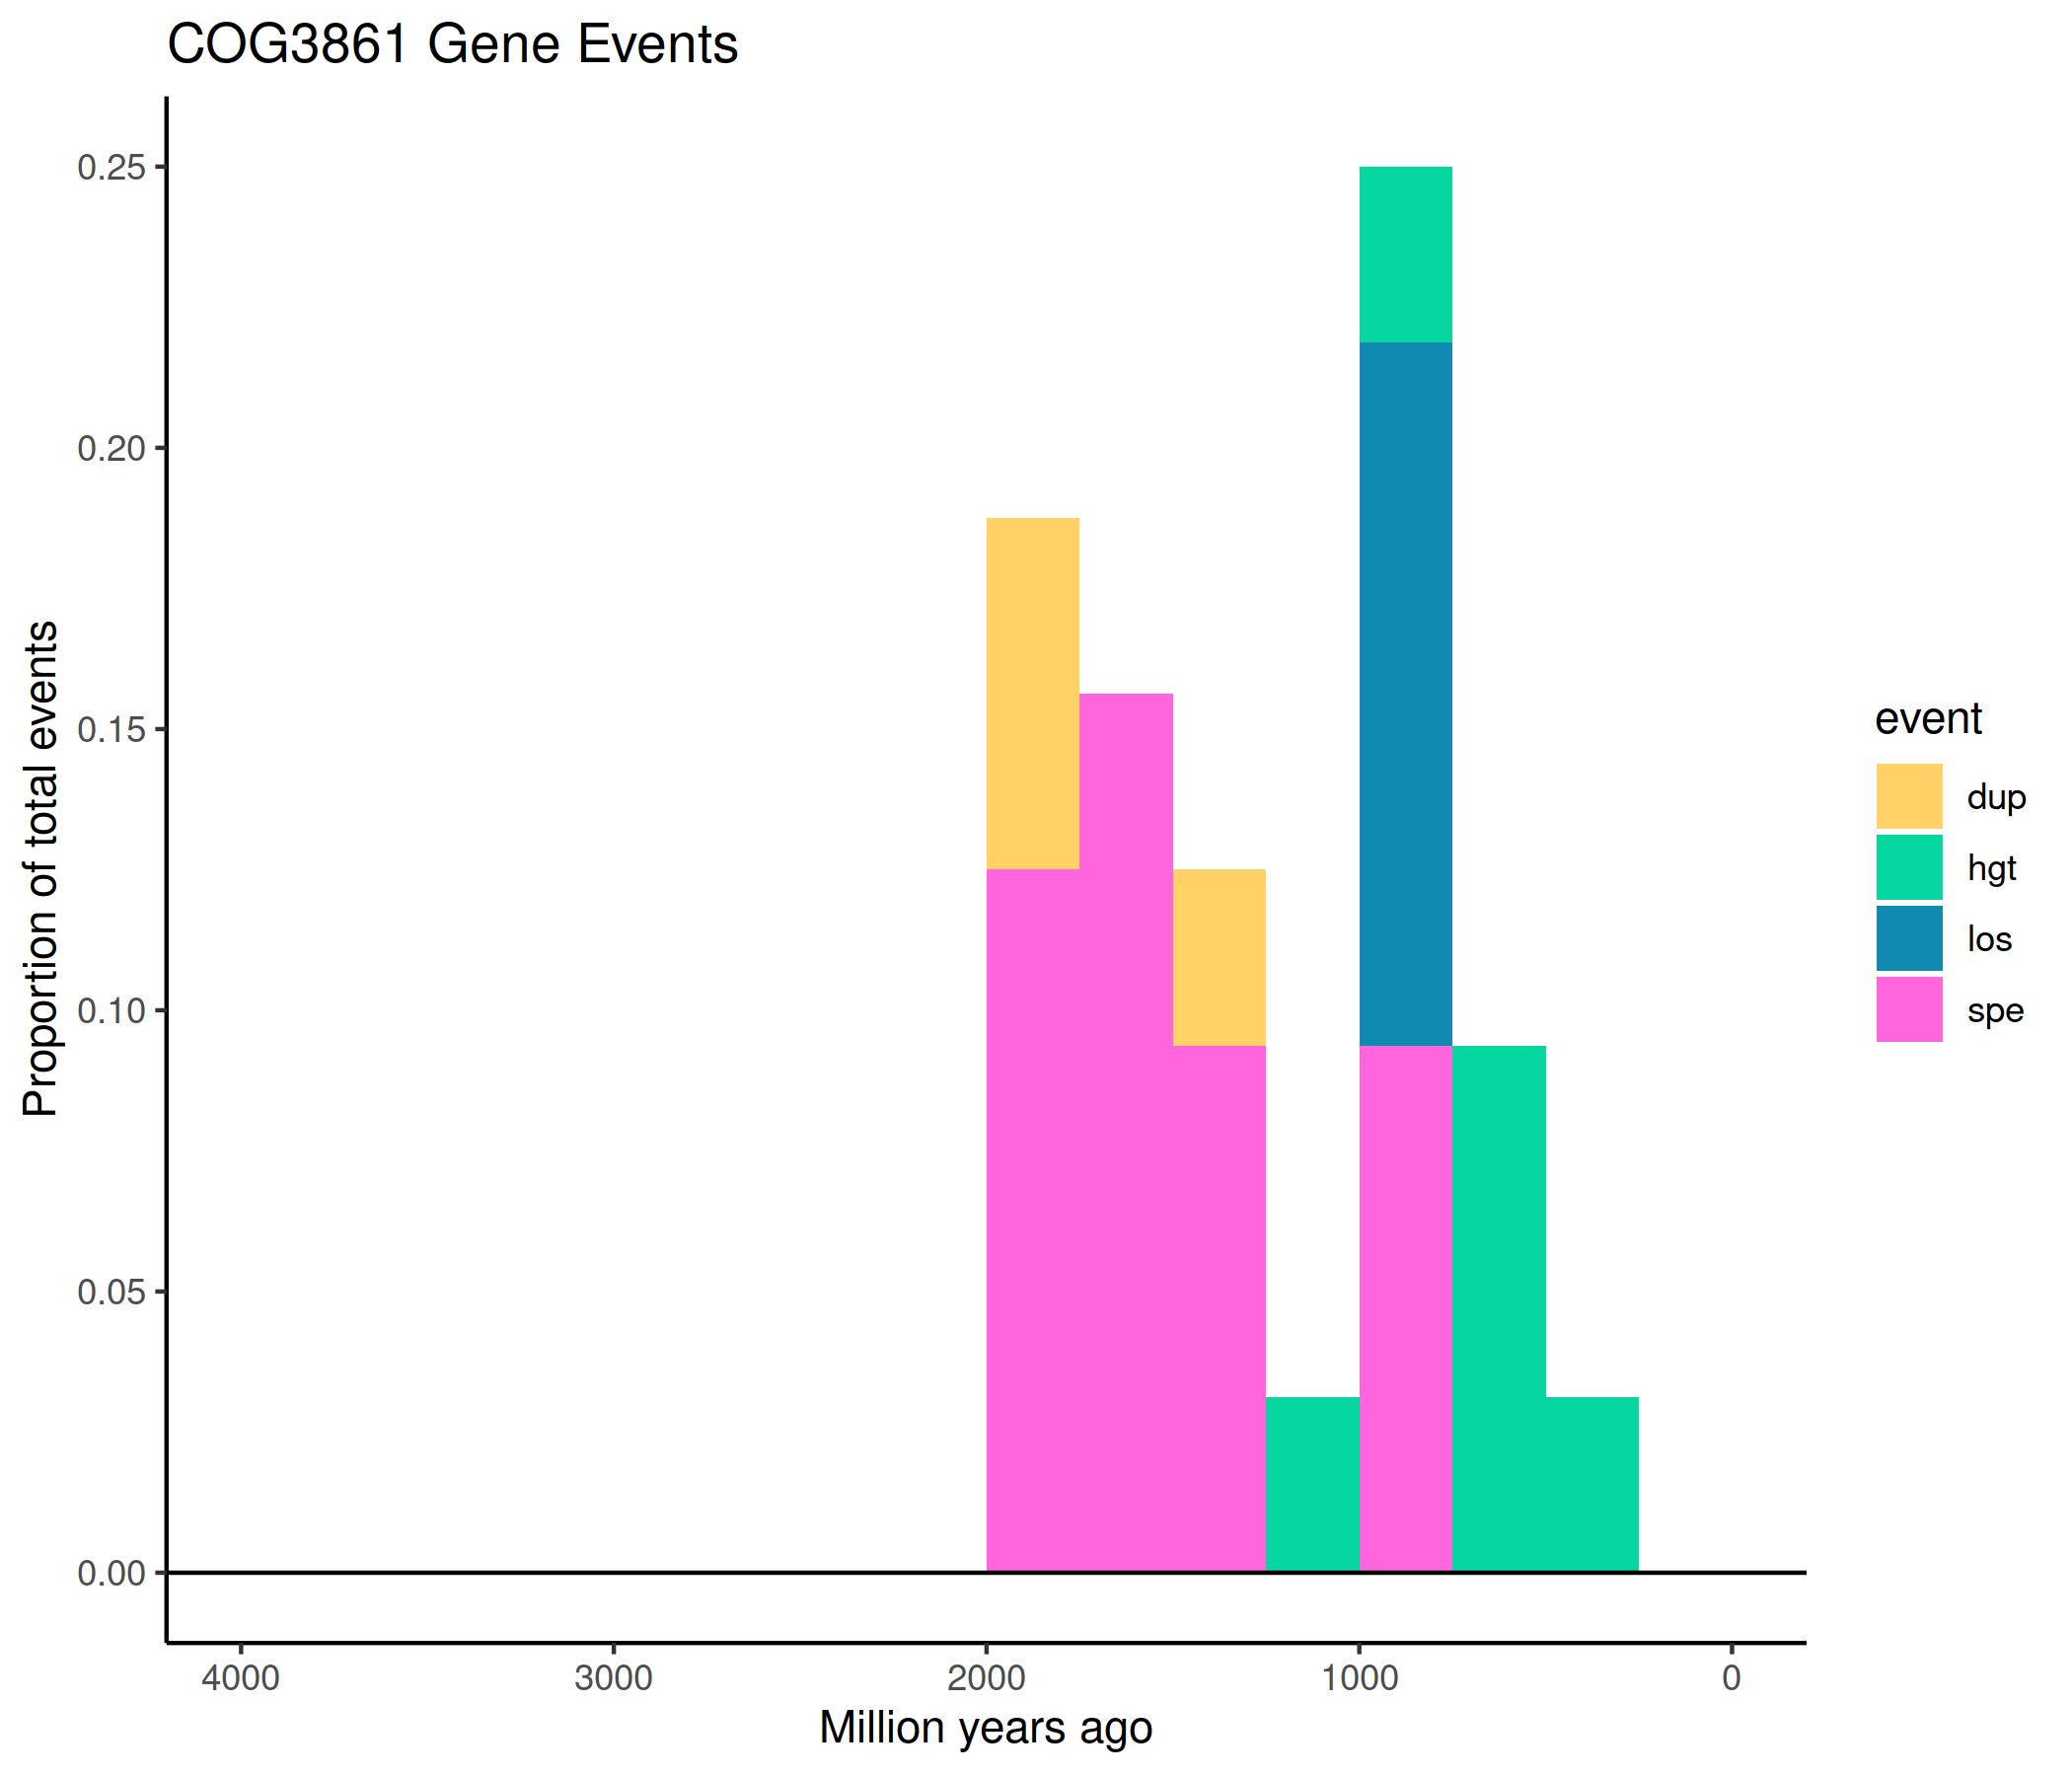 COG3861 Gene Events
0.25
0.20
0.15
0.10
0.05
0.00
Proportion of total events
4000 3000 2000 1000 0
Million years ago
event
dup
hgt
los
spe